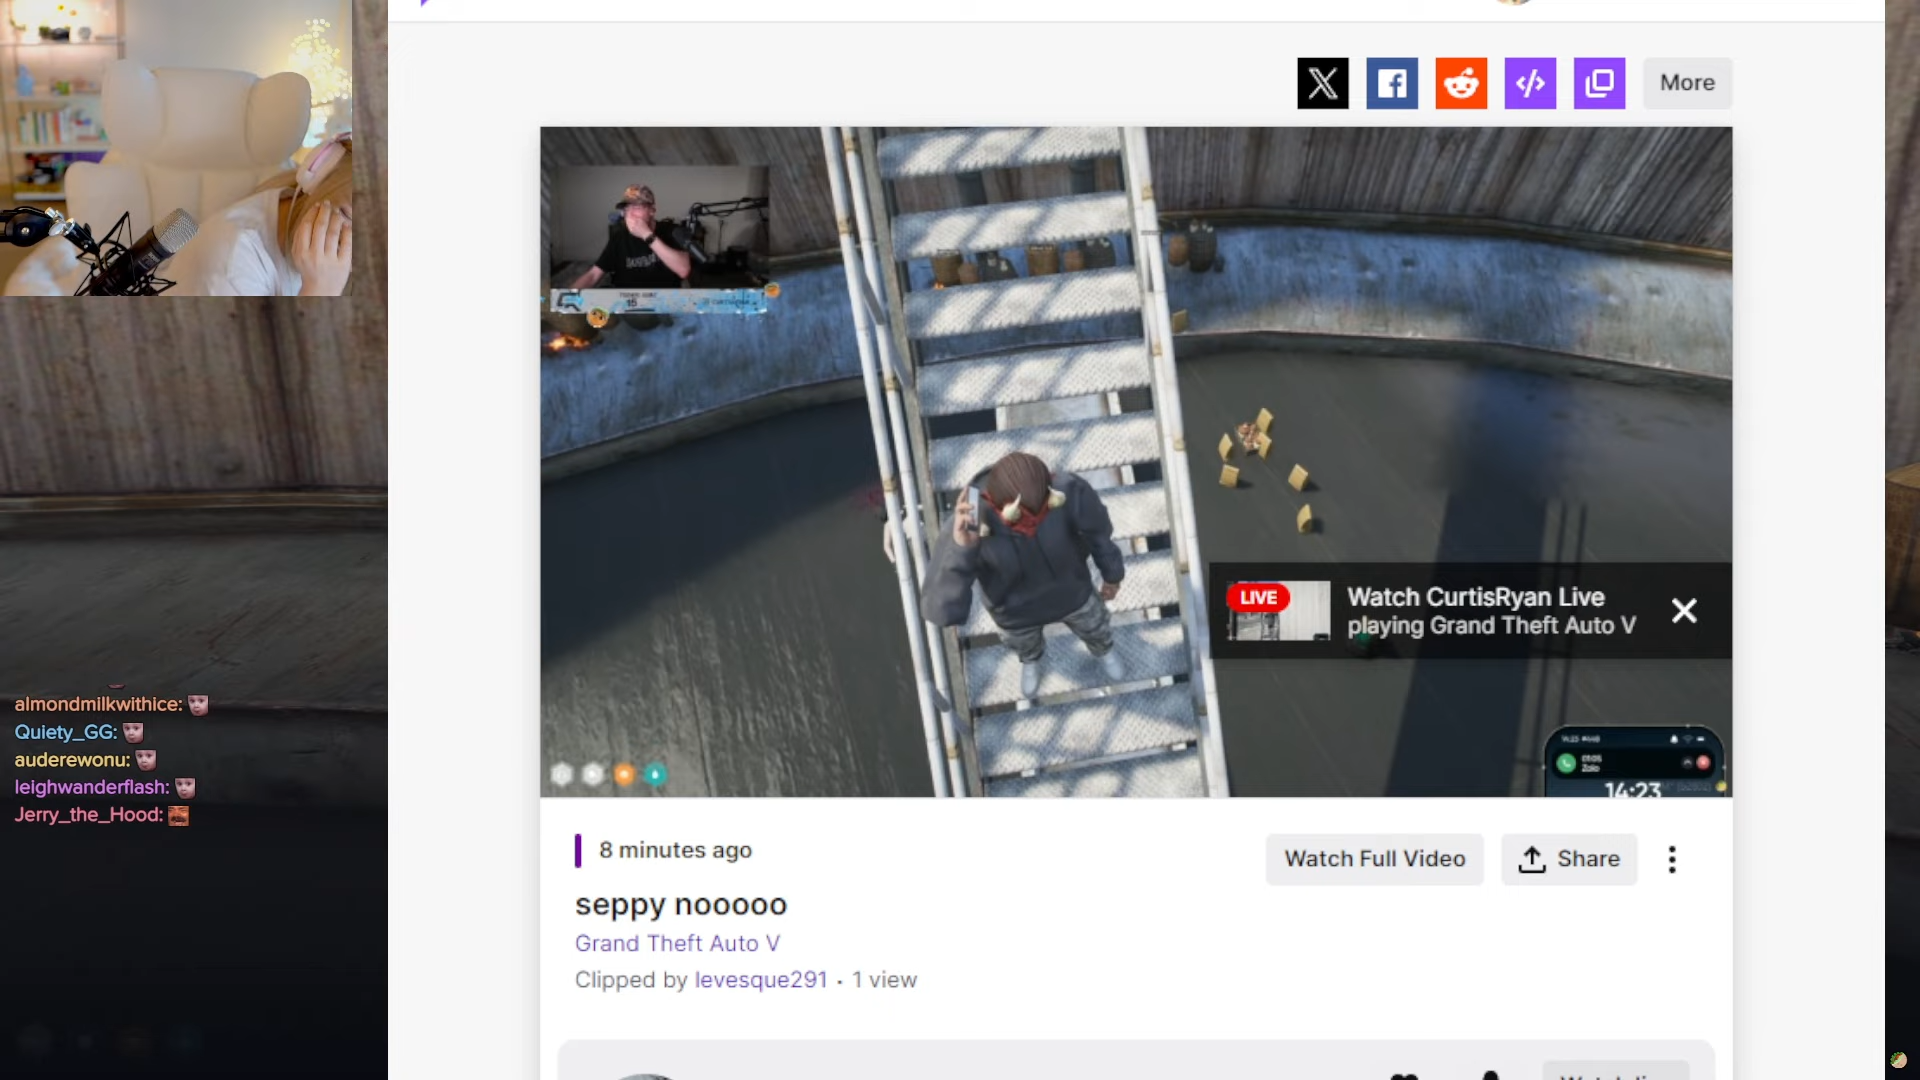 More
LIVE
Watch CurtisRyan Live
playing Grand Theft Auto V
15
14:23
almondmilkwithice:
Quiety_GG:
auderewonu:
leighwanderflash:
Jerry_the_Hood:
8 minutes ago
Watch Full Video
Share
seppy nooooo
Grand Theft Auto V
Clipped by levesque291 • 1 view